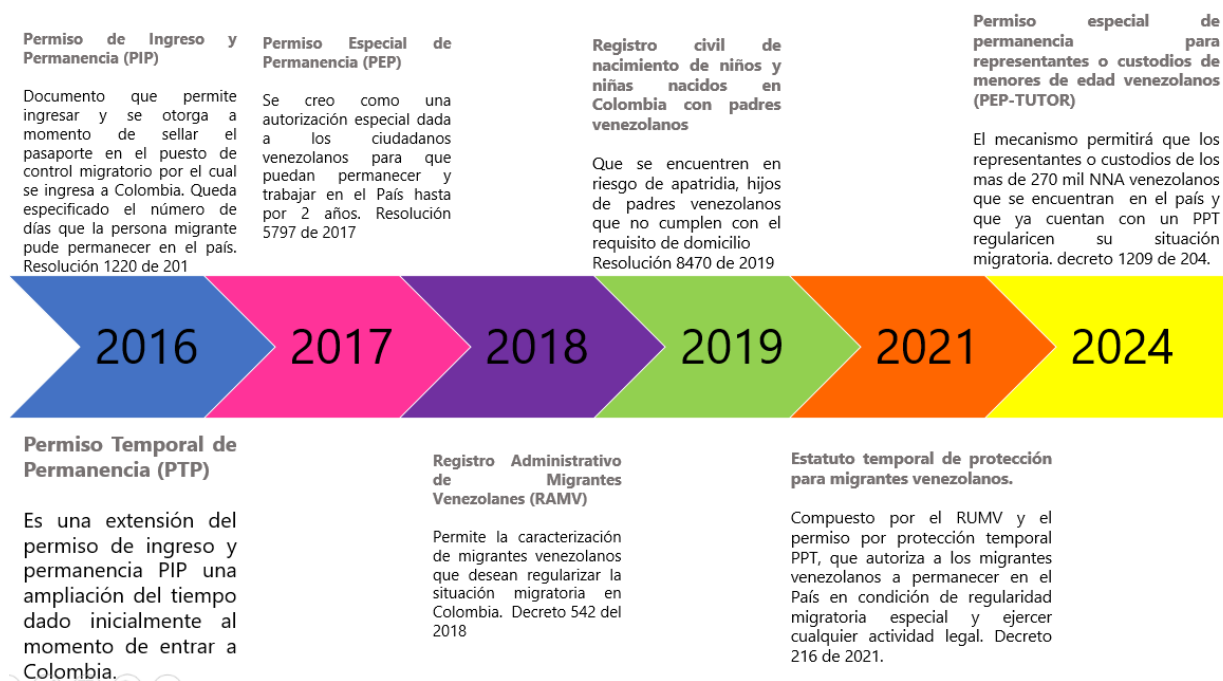 Permiso de Ingreso y
Permanencia (PIP)
Documento que permite
ingresar y se otorga a
momento de sellar el
pasaporte en el puesto de
control migratorio por el cual
se ingresa a Colombia. Queda
especificado el número de
días que la persona migrante
pude permanecer en el país.
Resolución 1220 de 201
Permiso Especial de
Permanencia (PEP)
Se creo como una
autorización especial dada
a los ciudadanos
venezolanos para que
puedan permanecer y
trabajar en el País hasta
por 2 años. Resolución
5797 de 2017
Registro civil de
nacimiento de niños y
niñas nacidos en
Colombia con padres
venezolanos
Que se encuentren en
riesgo de apatridia, hijos
de padres venezolanos
que no cumplen con el
requisito de domicilio
Resolución 8470 de 2019
Permiso especial de
permanencia para
representantes o custodios de
menores de edad venezolanos
(PEP-TUTOR)
El mecanismo permitirá que los
representantes o custodios de los
mas de 270 mil NNA venezolanos
que se encuentran en el país y
que ya cuentan con un PPT
regularicen su situación
migratoria. decreto 1209 de 204.
2016
2017
2018
2019
2021
2024
Permiso Temporal de
Permanencia (PTP)
Es una extensión del
permiso de ingreso y
permanencia PIP una
ampliación del tiempo
dado inicialmente al
momento de entrar a
Colombia.
Registro Administrativo
de Migrantes
Venezolanes (RAMV)
Permite la caracterización
de migrantes venezolanos
que desean regularizar la
situación migratoria en
Colombia. Decreto 542 del
2018
Estatuto temporal de protección
para migrantes venezolanos.
Compuesto por el RUMV y el
permiso por protección temporal
PPT, que autoriza a los migrantes
venezolanos a permanecer en el
País en condición de regularidad
migratoria especial y ejercer
cualquier actividad legal. Decreto
216 de 2021.